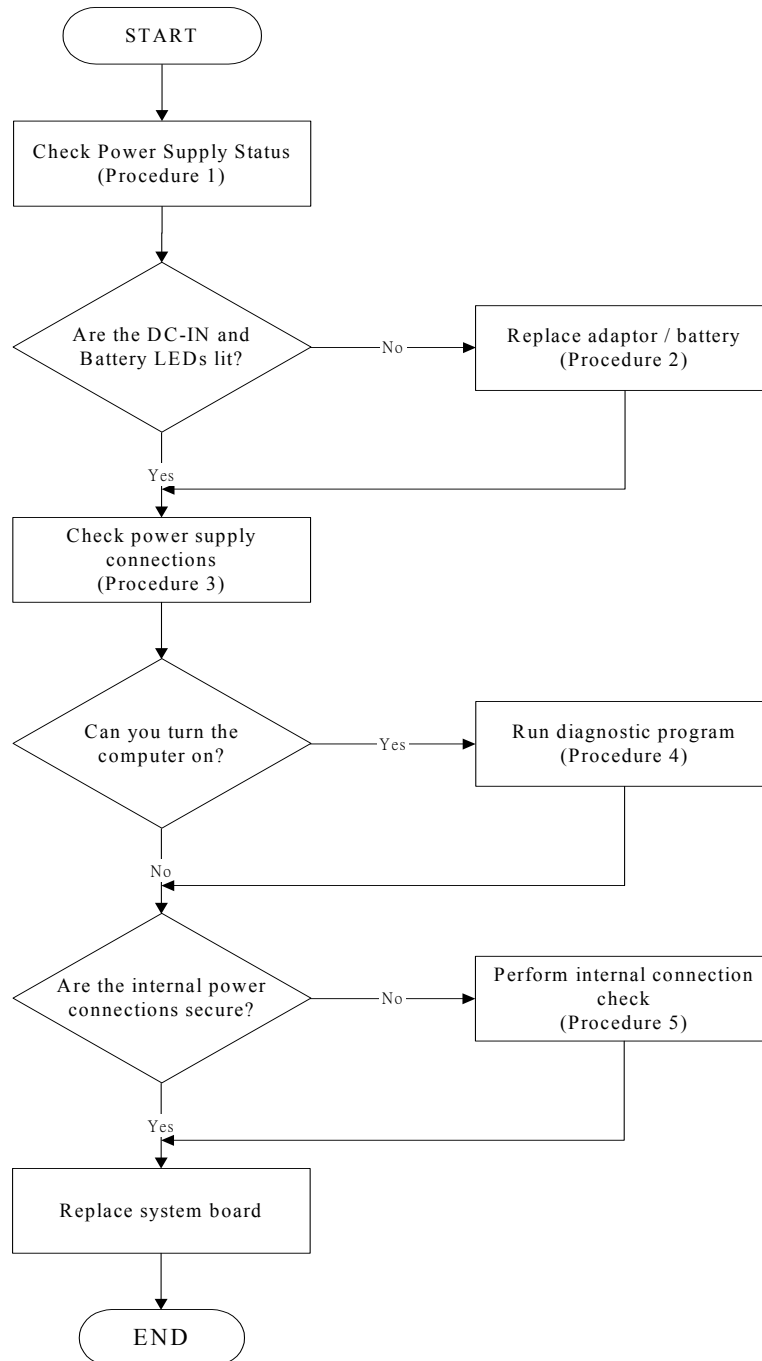 START
Check Power Supply Status
(Procedure 1)
Are the DC-IN and
Battery LEDs lit?
No
Replace adaptor / battery
(Procedure 2)
Yes
Check power supply
connections
(Procedure 3)
Can you turn the
computer on?
Yes
Run diagnostic program
(Procedure 4)
No
Are the internal power
connections secure?
No
Perform internal connection
check
(Procedure 5)
Yes
Replace system board
END